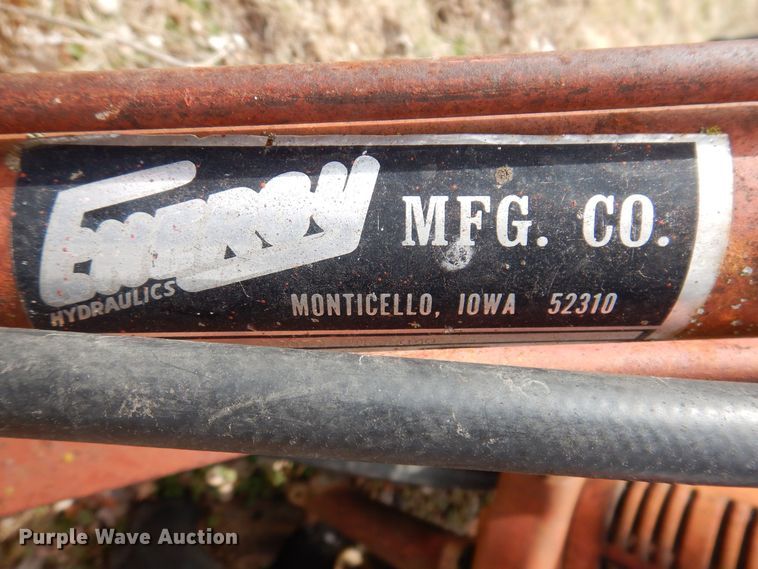 Energy MFG. CO.
HYDRAULICS
MONTICELLO, IOWA 52310
Purple Wave Auction